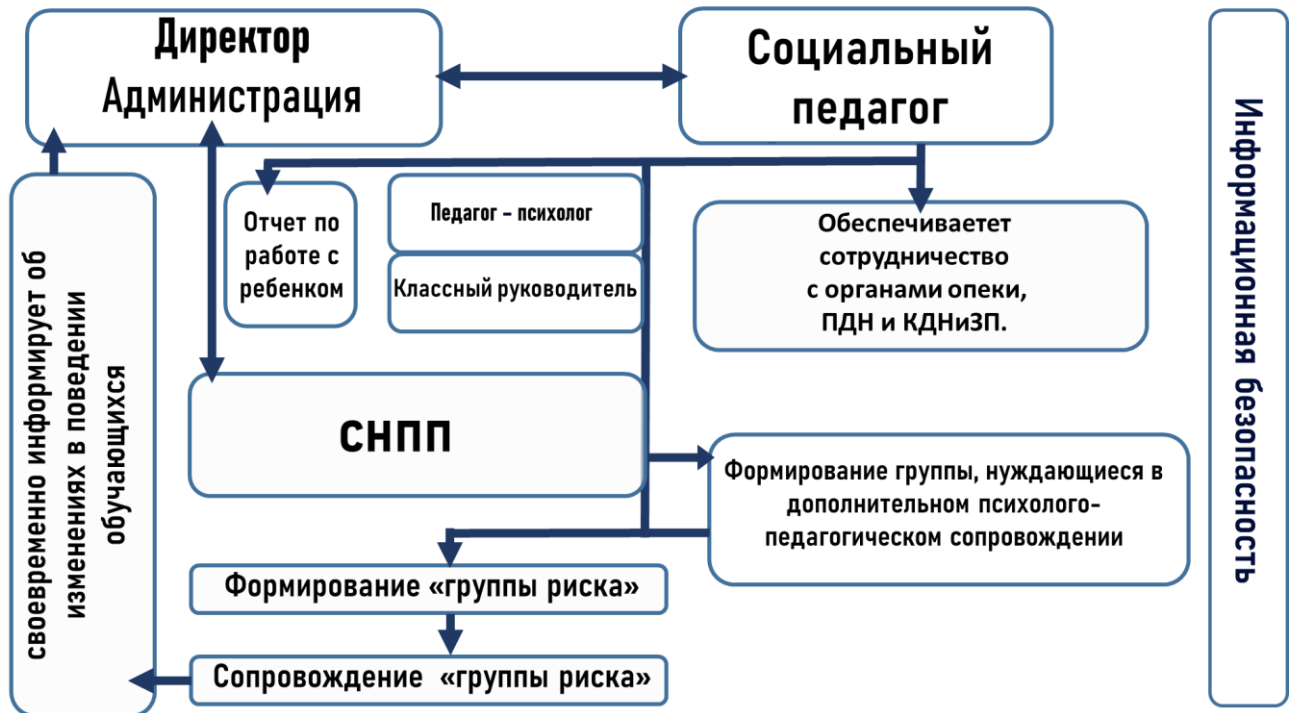 Директор
Администрация
Социальный
педагог
Отчет по
работе с
ребенком
Педагог – психолог
Классный руководитель
Обеспечиваетет
сотрудничество
с органами опеки,
ПДН и КДНиЗП.
СНПП
Формирование группы, нуждающиеся в
дополнительном психолого-
педагогическом сопровождении
Формирование «группы риска»
Сопровождение «группы риска»
своевременно информирует об
изменениях в поведении
обучающихся
Информационная безопасность